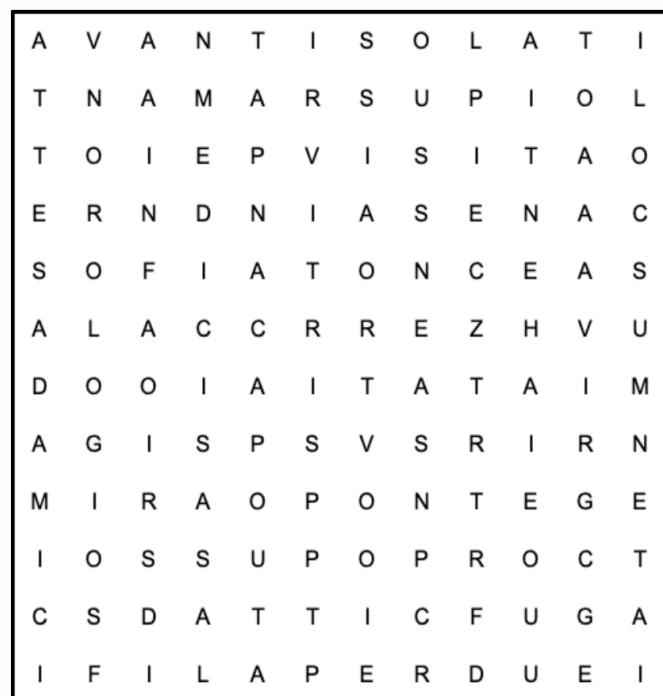 A V A N T I S O L A T I
T N A M A R S U P I O L
T O I E P V I S I T A O
E R N D N I A S E N A C
S O F I A T O N C E A S
A L A C C R R E Z H V U
D O O I A I T A T A I M
A G I S P S V S R I R N
M I R A O P O N T E G E
I O S S U P O P R O C T
C S D A T T I C F U G A
I F I L A P E R D U E I